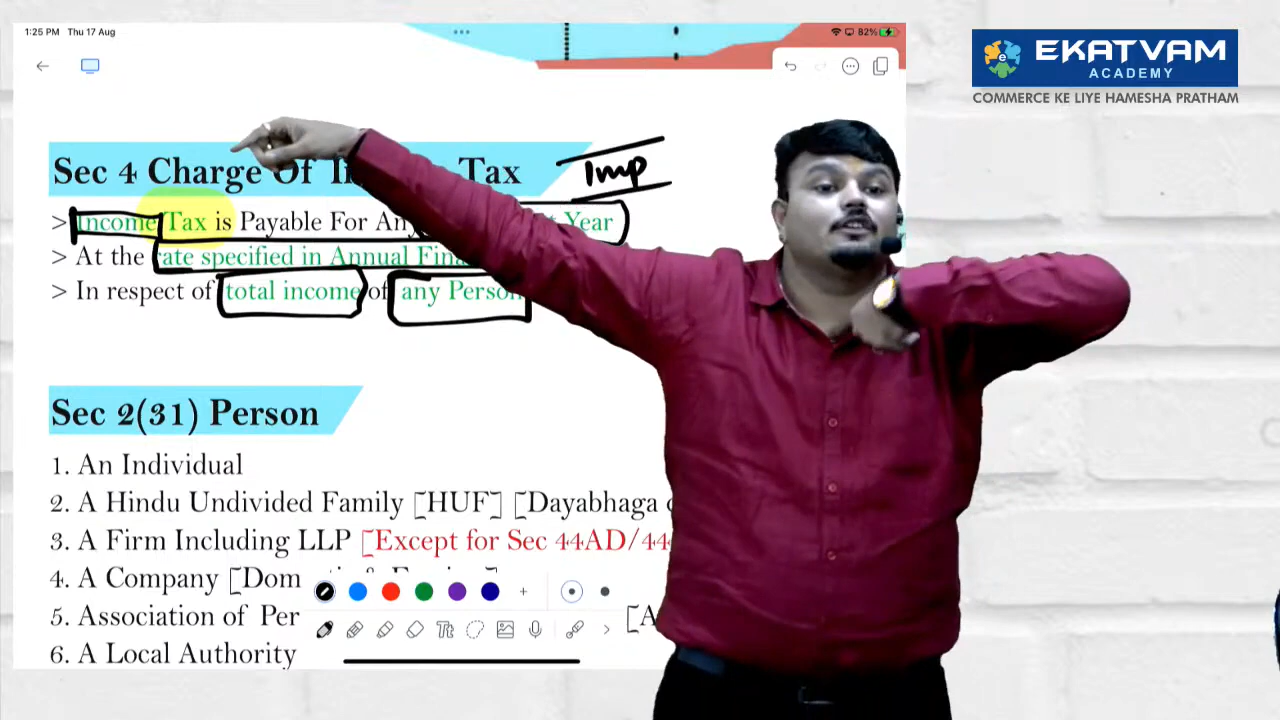 1:25 PM Thu 17 Aug
82%
EKATVAM
ACADEMY
COMMERCE KE LIYE HAMESHA PRATHAM
Sec 4 Charge Of Tax
Imp
> Income Tax is Payable For Any Year
> At the rate specified in Annual
> In respect of total income of any Person
Sec 2(31) Person
1. An Individual
2. A Hindu Undivided Family [HUF] [Dayabhaga
3. A Firm Including LLP [Except for Sec 44AD/44
4. A Company
5. Association of
6. A Local Authority